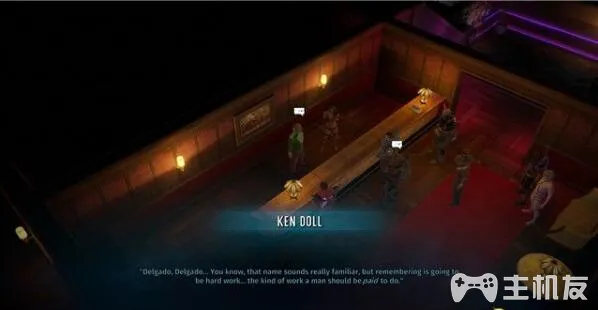 KEN DOLL
"Delgado, Delgado... You know, that name sounds really familiar, but remembering is going to
be hard work... the kind of work a man should be paid to do."
主机友